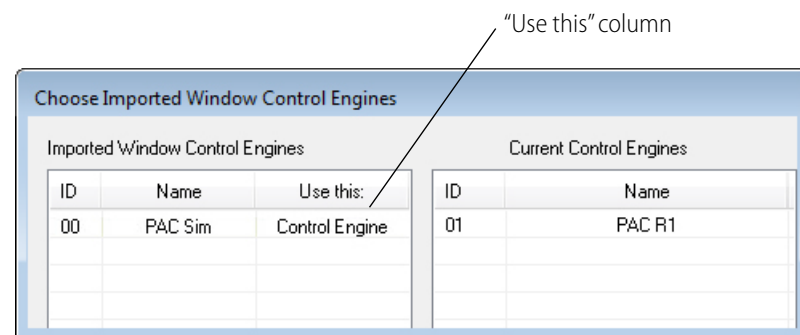 “Use this” column
Choose Imported Window Control Engines
Imported Window Control Engines
Current Control Engines
ID Name Use this: ID Name
00 PAC Sim Control Engine 01 PAC R1